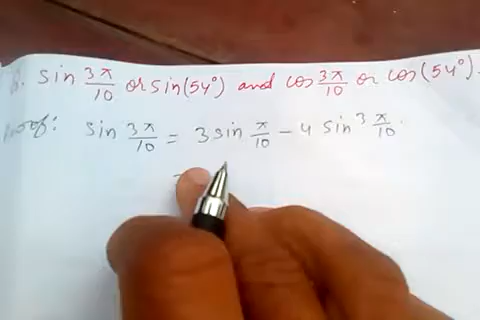 8. sin 3π/10 or sin(54°) and cos 3π/10 or cos(54°).
Proof: sin 3π/10 = 3 sin π/10 - 4 sin³ π/10.
=